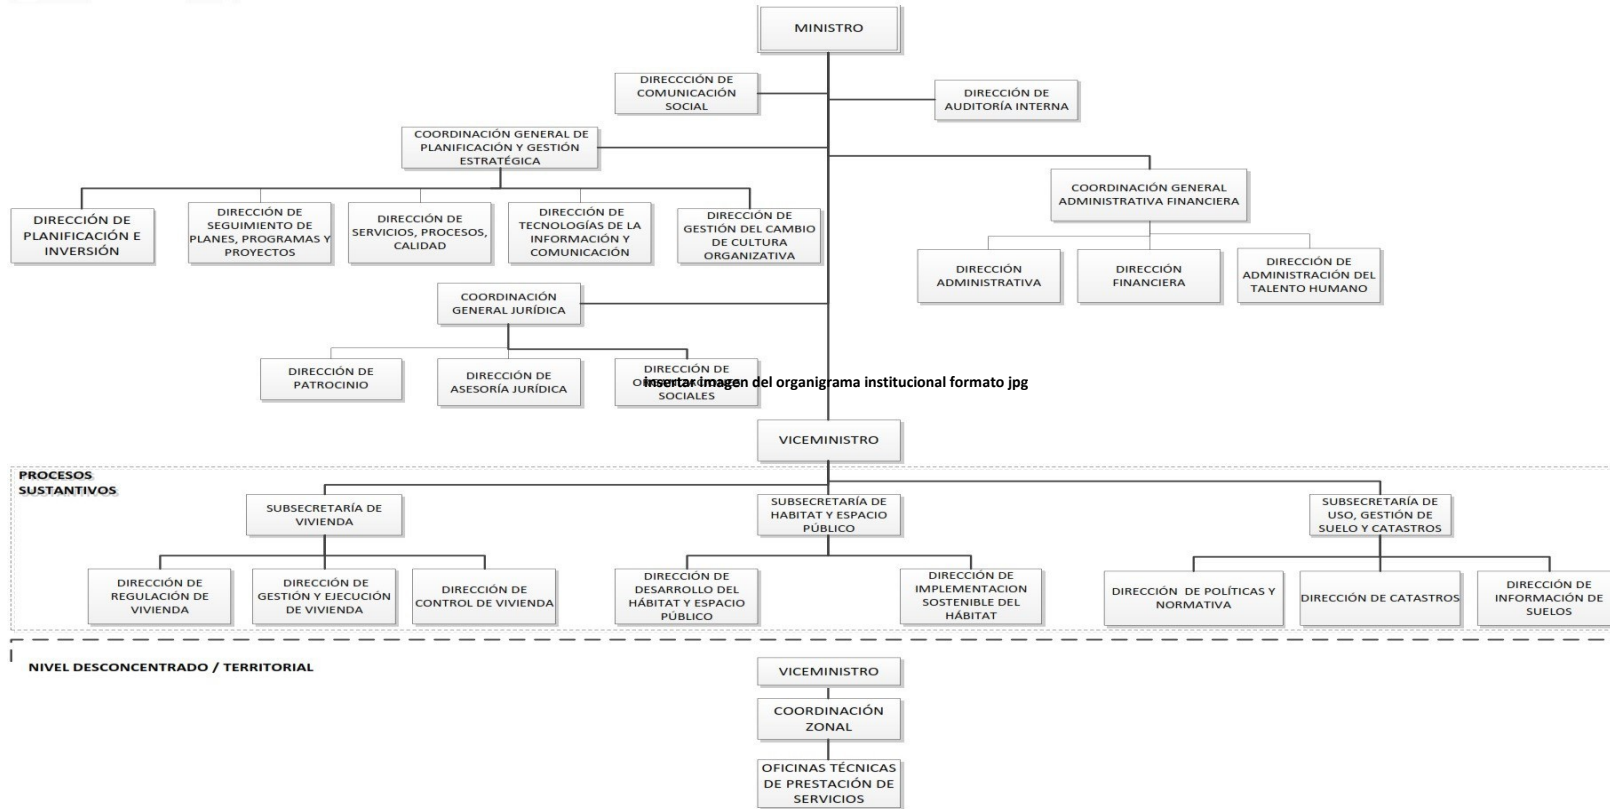 MINISTRO
DIRECCCIÓN DE
COMUNICACIÓN
SOCIAL
DIRECCIÓN DE
AUDITORÍA INTERNA
COORDINACIÓN GENERAL DE
PLANIFICACIÓN Y GESTIÓN
ESTRATÉGICA
COORDINACIÓN GENERAL
ADMINISTRATIVA FINANCIERA
DIRECCIÓN DE
PLANIFICACIÓN E
INVERSIÓN
DIRECCIÓN DE
SEGUIMIENTO DE
PLANES, PROGRAMAS Y
PROYECTOS
DIRECCIÓN DE
SERVICIOS, PROCESOS,
CALIDAD
DIRECCIÓN DE
TECNOLOGÍAS DE LA
INFORMACIÓN Y
COMUNICACIÓN
DIRECCIÓN DE
GESTIÓN DEL CAMBIO
DE CULTURA
ORGANIZATIVA
DIRECCIÓN
ADMINISTRATIVA
DIRECCIÓN
FINANCIERA
DIRECCIÓN DE
ADMINISTRACIÓN DEL
TALENTO HUMANO
COORDINACIÓN
GENERAL JURÍDICA
DIRECCIÓN DE
PATROCINIO
DIRECCIÓN DE
ASESORÍA JURÍDICA
DIRECCIÓN DE
SOCIALES
insertar imagen del organigrama institucional formato jpg
VICEMINISTRO
PROCESOS
SUSTANTIVOS
SUBSECRETARÍA DE
VIVIENDA
SUBSECRETARÍA DE
HABITAT Y ESPACIO
PÚBLICO
SUBSECRETARÍA DE
USO, GESTIÓN DE
SUELO Y CATASTROS
DIRECCIÓN DE
REGULACIÓN DE
VIVIENDA
DIRECCIÓN DE
GESTIÓN Y EJECUCIÓN
DE VIVIENDA
DIRECCIÓN DE
CONTROL DE VIVIENDA
DIRECCIÓN DE
DESARROLLO DEL
HÁBITAT Y ESPACIO
PÚBLICO
DIRECCIÓN DE
IMPLEMENTACION
SOSTENIBLE DEL
HÁBITAT
DIRECCIÓN DE POLÍTICAS Y
NORMATIVA
DIRECCIÓN DE CATASTROS
DIRECCIÓN DE
INFORMACIÓN DE
SUELOS
NIVEL DESCONCENTRADO / TERRITORIAL
VICEMINISTRO
COORDINACIÓN
ZONAL
OFICINAS TÉCNICAS
DE PRESTACIÓN DE
SERVICIOS